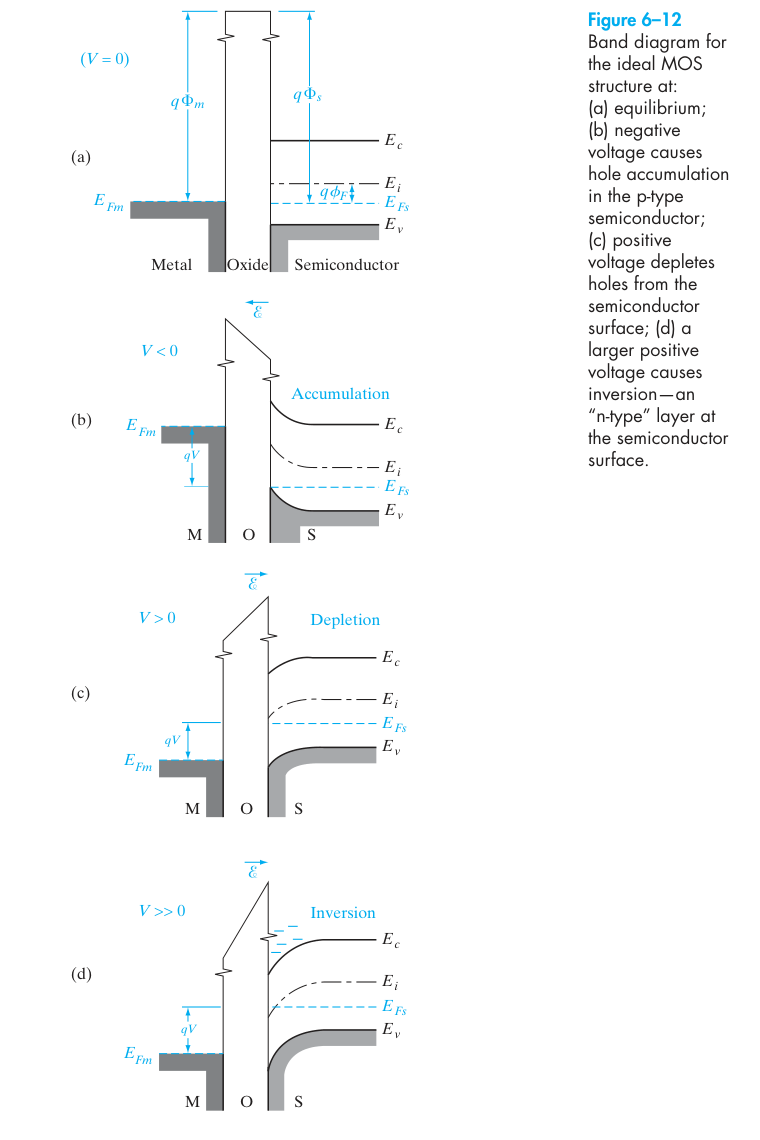 Figure 6–12
Band diagram for
the ideal MOS
structure at:
(a) equilibrium;
(b) negative
voltage causes
hole accumulation
in the p-type
semiconductor;
(c) positive
voltage depletes
holes from the
semiconductor
surface; (d) a
larger positive
voltage causes
inversion—an
“n-type” layer at
the semiconductor
surface.
(V = 0)
qΦm
qΦs
Ec
(a)
Ei
qϕF
EFm
EFs
Ev
Metal
Oxide
Semiconductor
ℰ
V < 0
Accumulation
(b)
EFm
Ec
qV
Ei
EFs
Ev
M
O
S
ℰ
V > 0
Depletion
Ec
(c)
Ei
EFs
qV
Ev
EFm
M
O
S
ℰ
V >> 0
Inversion
Ec
(d)
Ei
EFs
qV
Ev
EFm
M
O
S